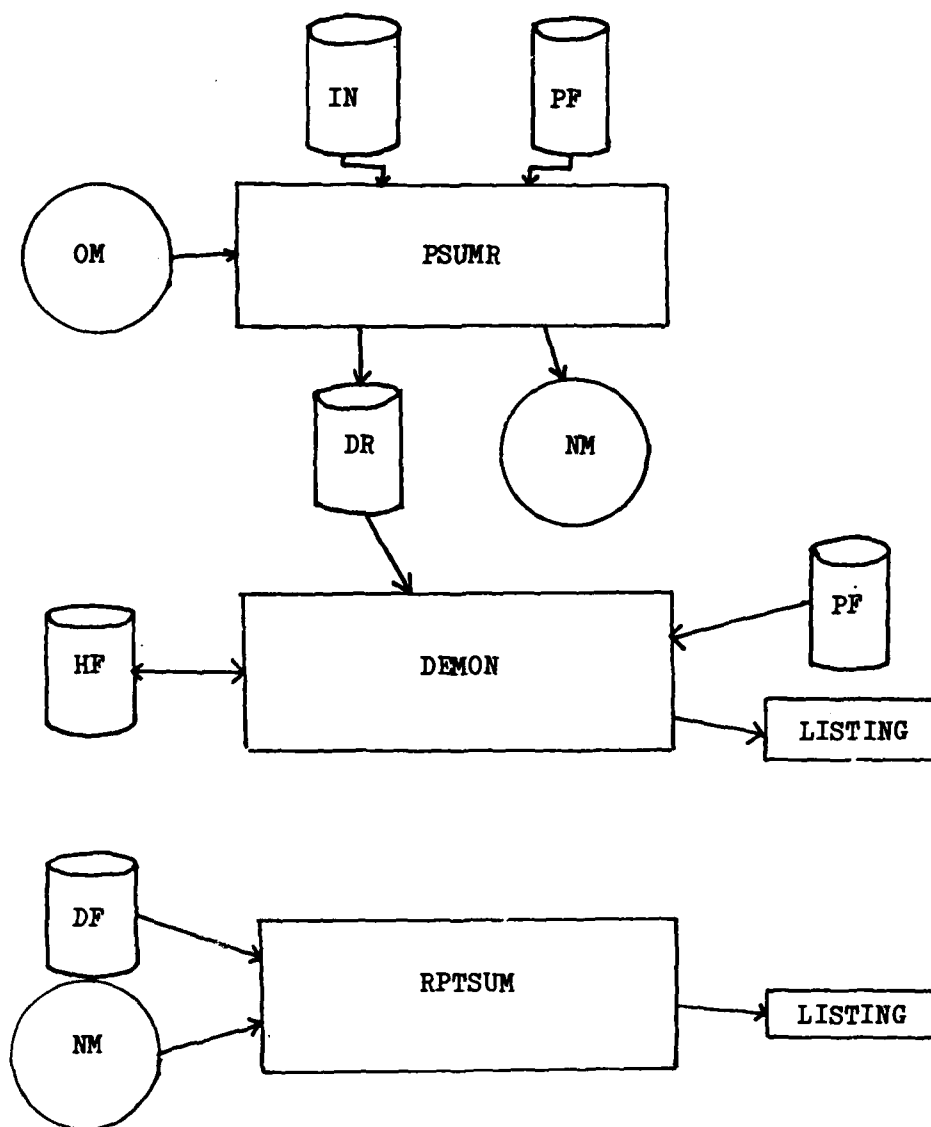 IN
PF
OM
PSUMR
DR
NM
PF
HF
DEMON
LISTING
DF
RPTSUM
NM
LISTING